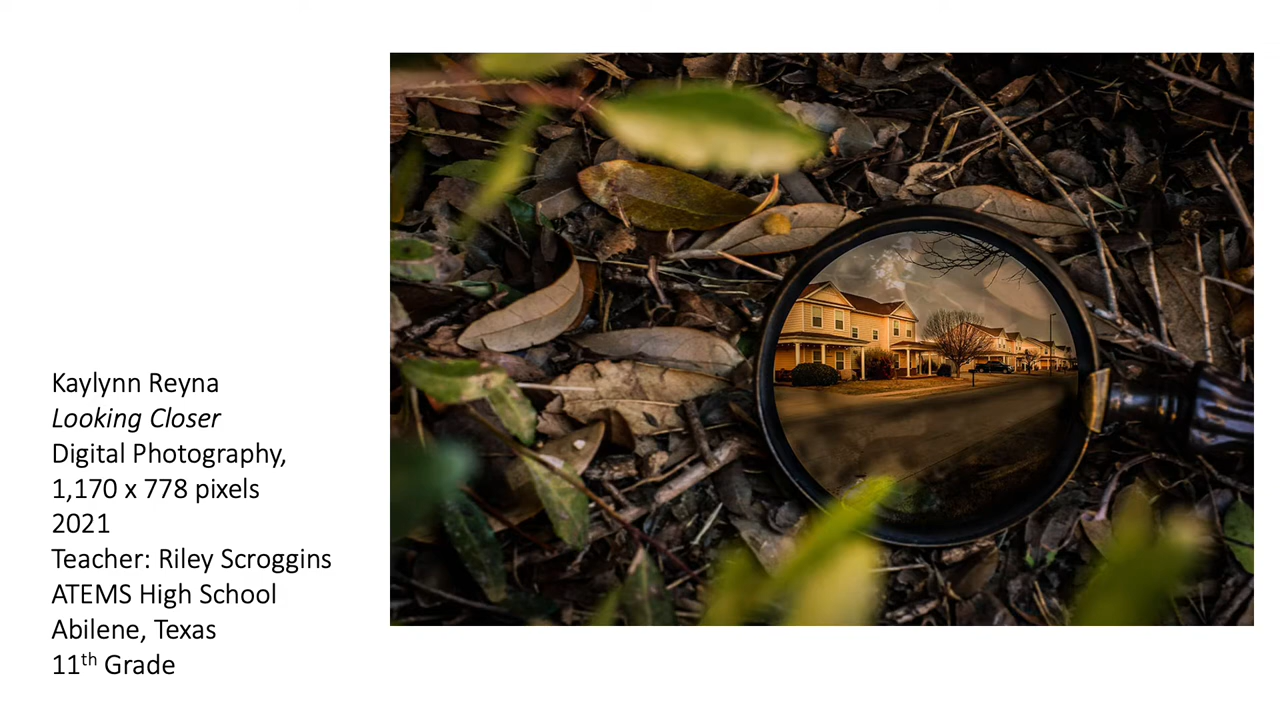 Kaylynn Reyna
Looking Closer
Digital Photography,
1,170 x 778 pixels
2021
Teacher: Riley Scroggins
ATEMS High School
Abilene, Texas
11th Grade